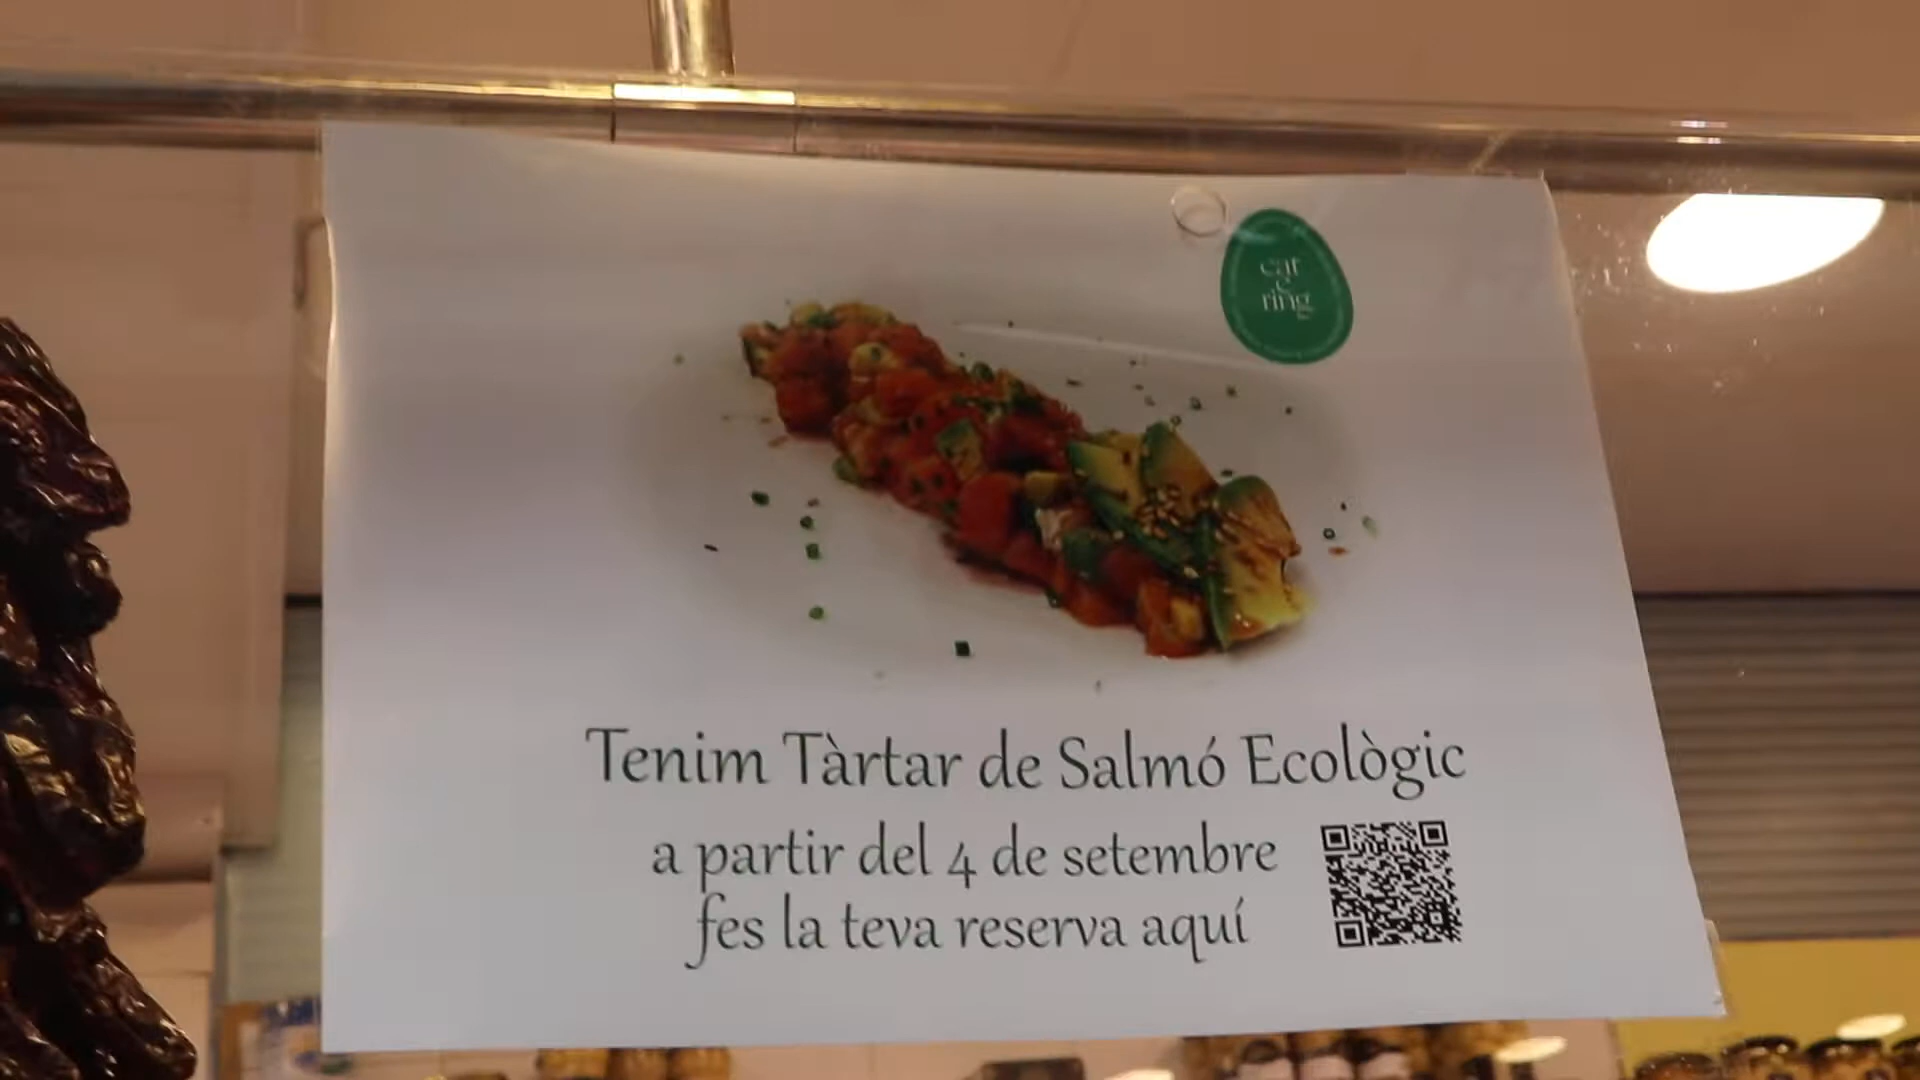 cat
e
ring
Tenim Tàrtar de Salmó Ecològic
a partir del 4 de setembre
fes la teva reserva aquí